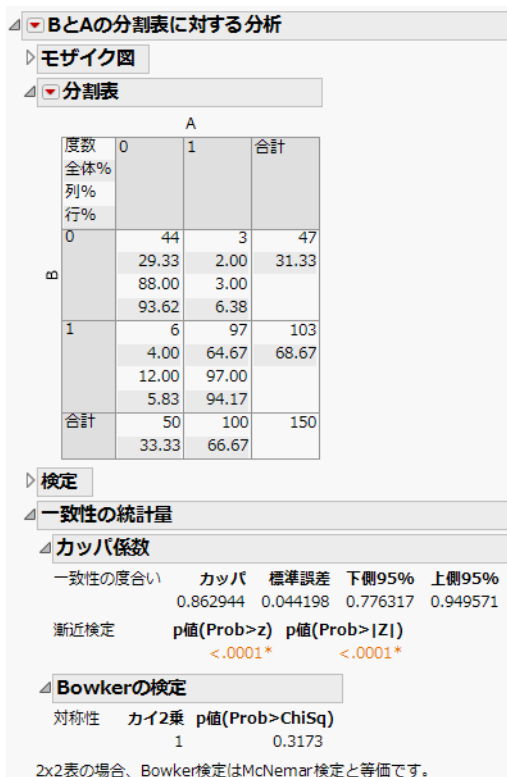 BとAの分割表に対する分析
モザイク図
分割表
A
度数 0 1 合計
全体%
列%
行%
B
0 44 3 47
29.33 2.00 31.33
88.00 3.00
93.62 6.38
1 6 97 103
4.00 64.67 68.67
12.00 97.00
5.83 94.17
合計 50 100 150
33.33 66.67
検定
一致性の統計量
カッパ係数
一致性の度合い カッパ 標準誤差 下側95% 上側95%
0.862944 0.044198 0.776317 0.949571
漸近検定 p値(Prob>z) p値(Prob>|Z|)
<.0001* <.0001*
Bowkerの検定
対称性 カイ2乗 p値(Prob>ChiSq)
1 0.3173
2x2表の場合、Bowker検定はMcNemar検定と等価です。